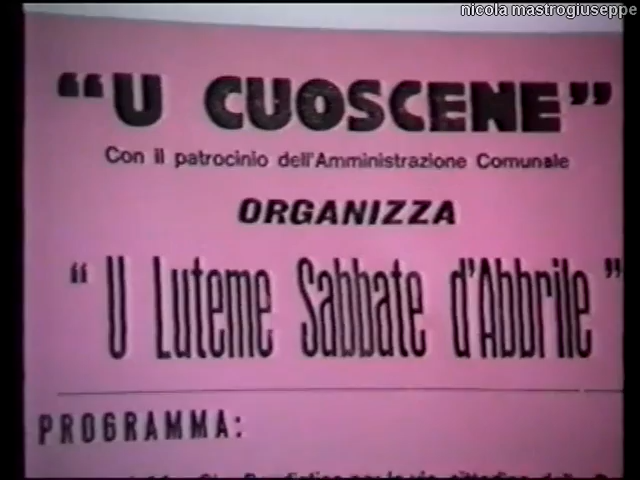 nicola mastrogiuseppe
“U CUOSCENE”
Con il patrocinio dell'Amministrazione Comunale
ORGANIZZA
“U Luteme Sabbate d'Abbrile”
PROGRAMMA: